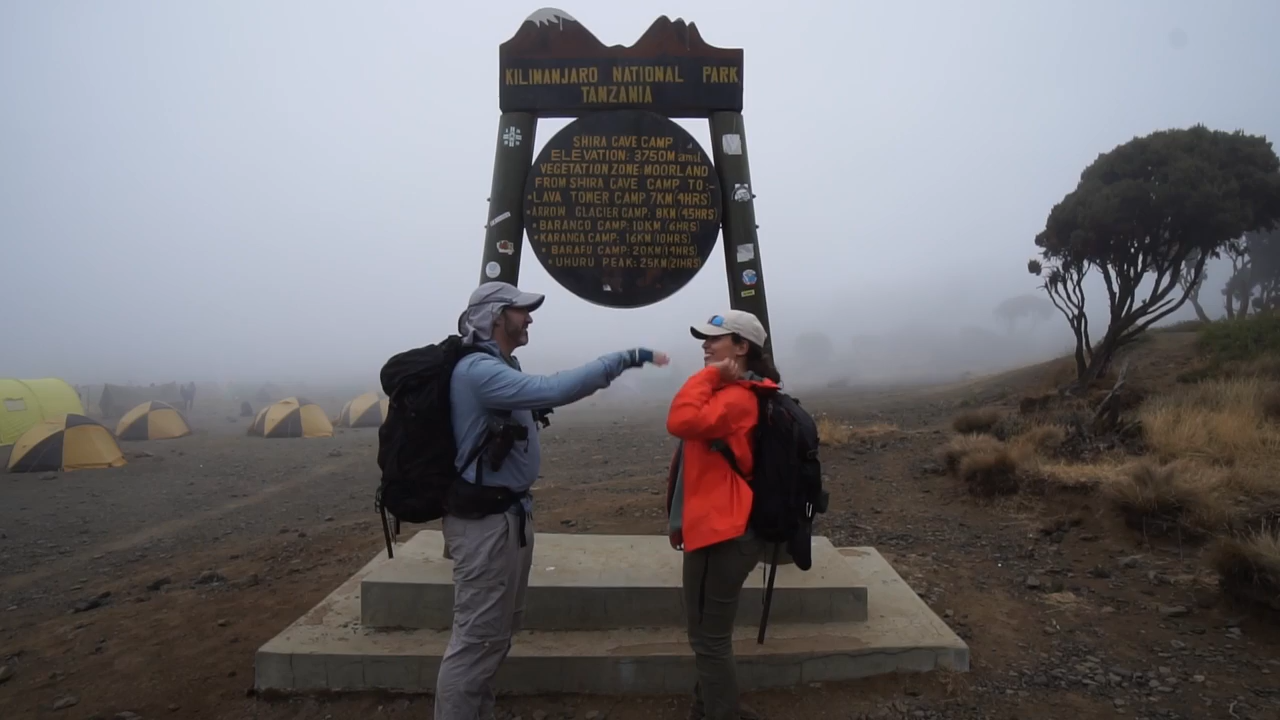 KILIMANJARO NATIONAL PARK
TANZANIA
SHIRA CAVE CAMP
ELEVATION: 3750M amsl
VEGETATION ZONE: MOORLAND
FROM SHIRA CAVE CAMP TO:-
•LAVA TOWER CAMP 7KM (4HRS)
•ARROW GLACIER CAMP: 8KM (4.5HRS)
• BARANCO CAMP: 10KM (6HRS)
• KARANGA CAMP: 16KM (10HRS)
• BARAFU CAMP: 20KM (14HRS)
• UHURU PEAK: 25KM (21HRS)